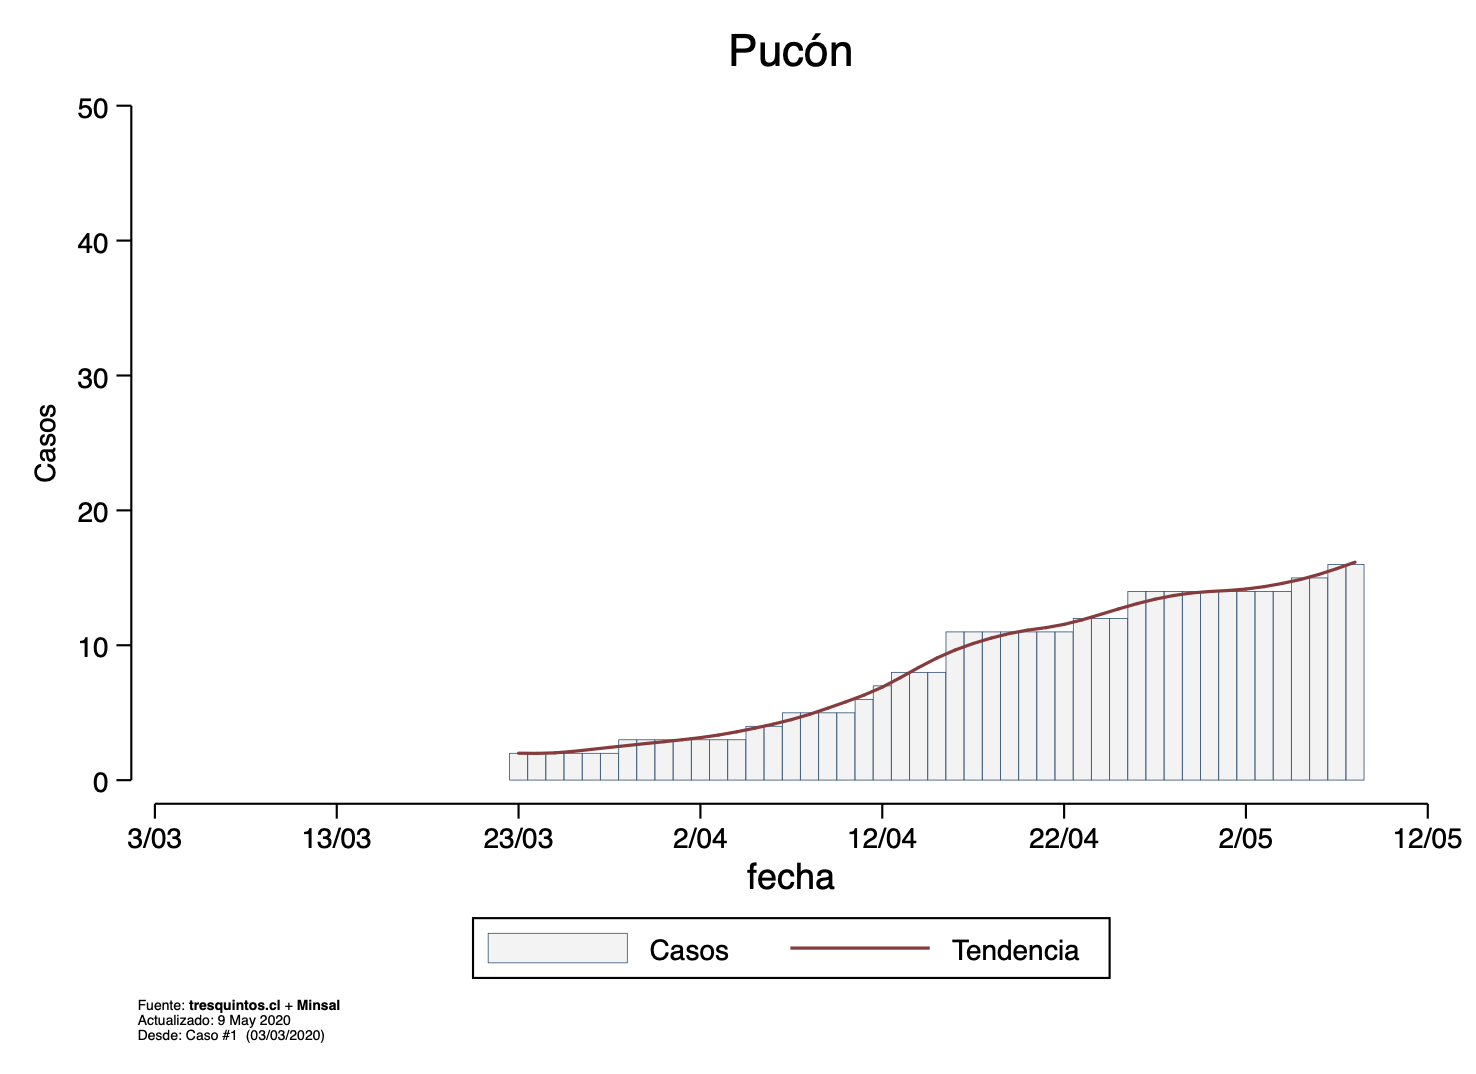 Pucón
50
40
30
20
10
0
Casos
3/03 13/03 23/03 2/04 12/04 22/04 2/05 12/05
fecha
Casos Tendencia
Fuente: tresquintos.cl + Minsal
Actualizado: 9 May 2020
Desde: Caso #1 (03/03/2020)